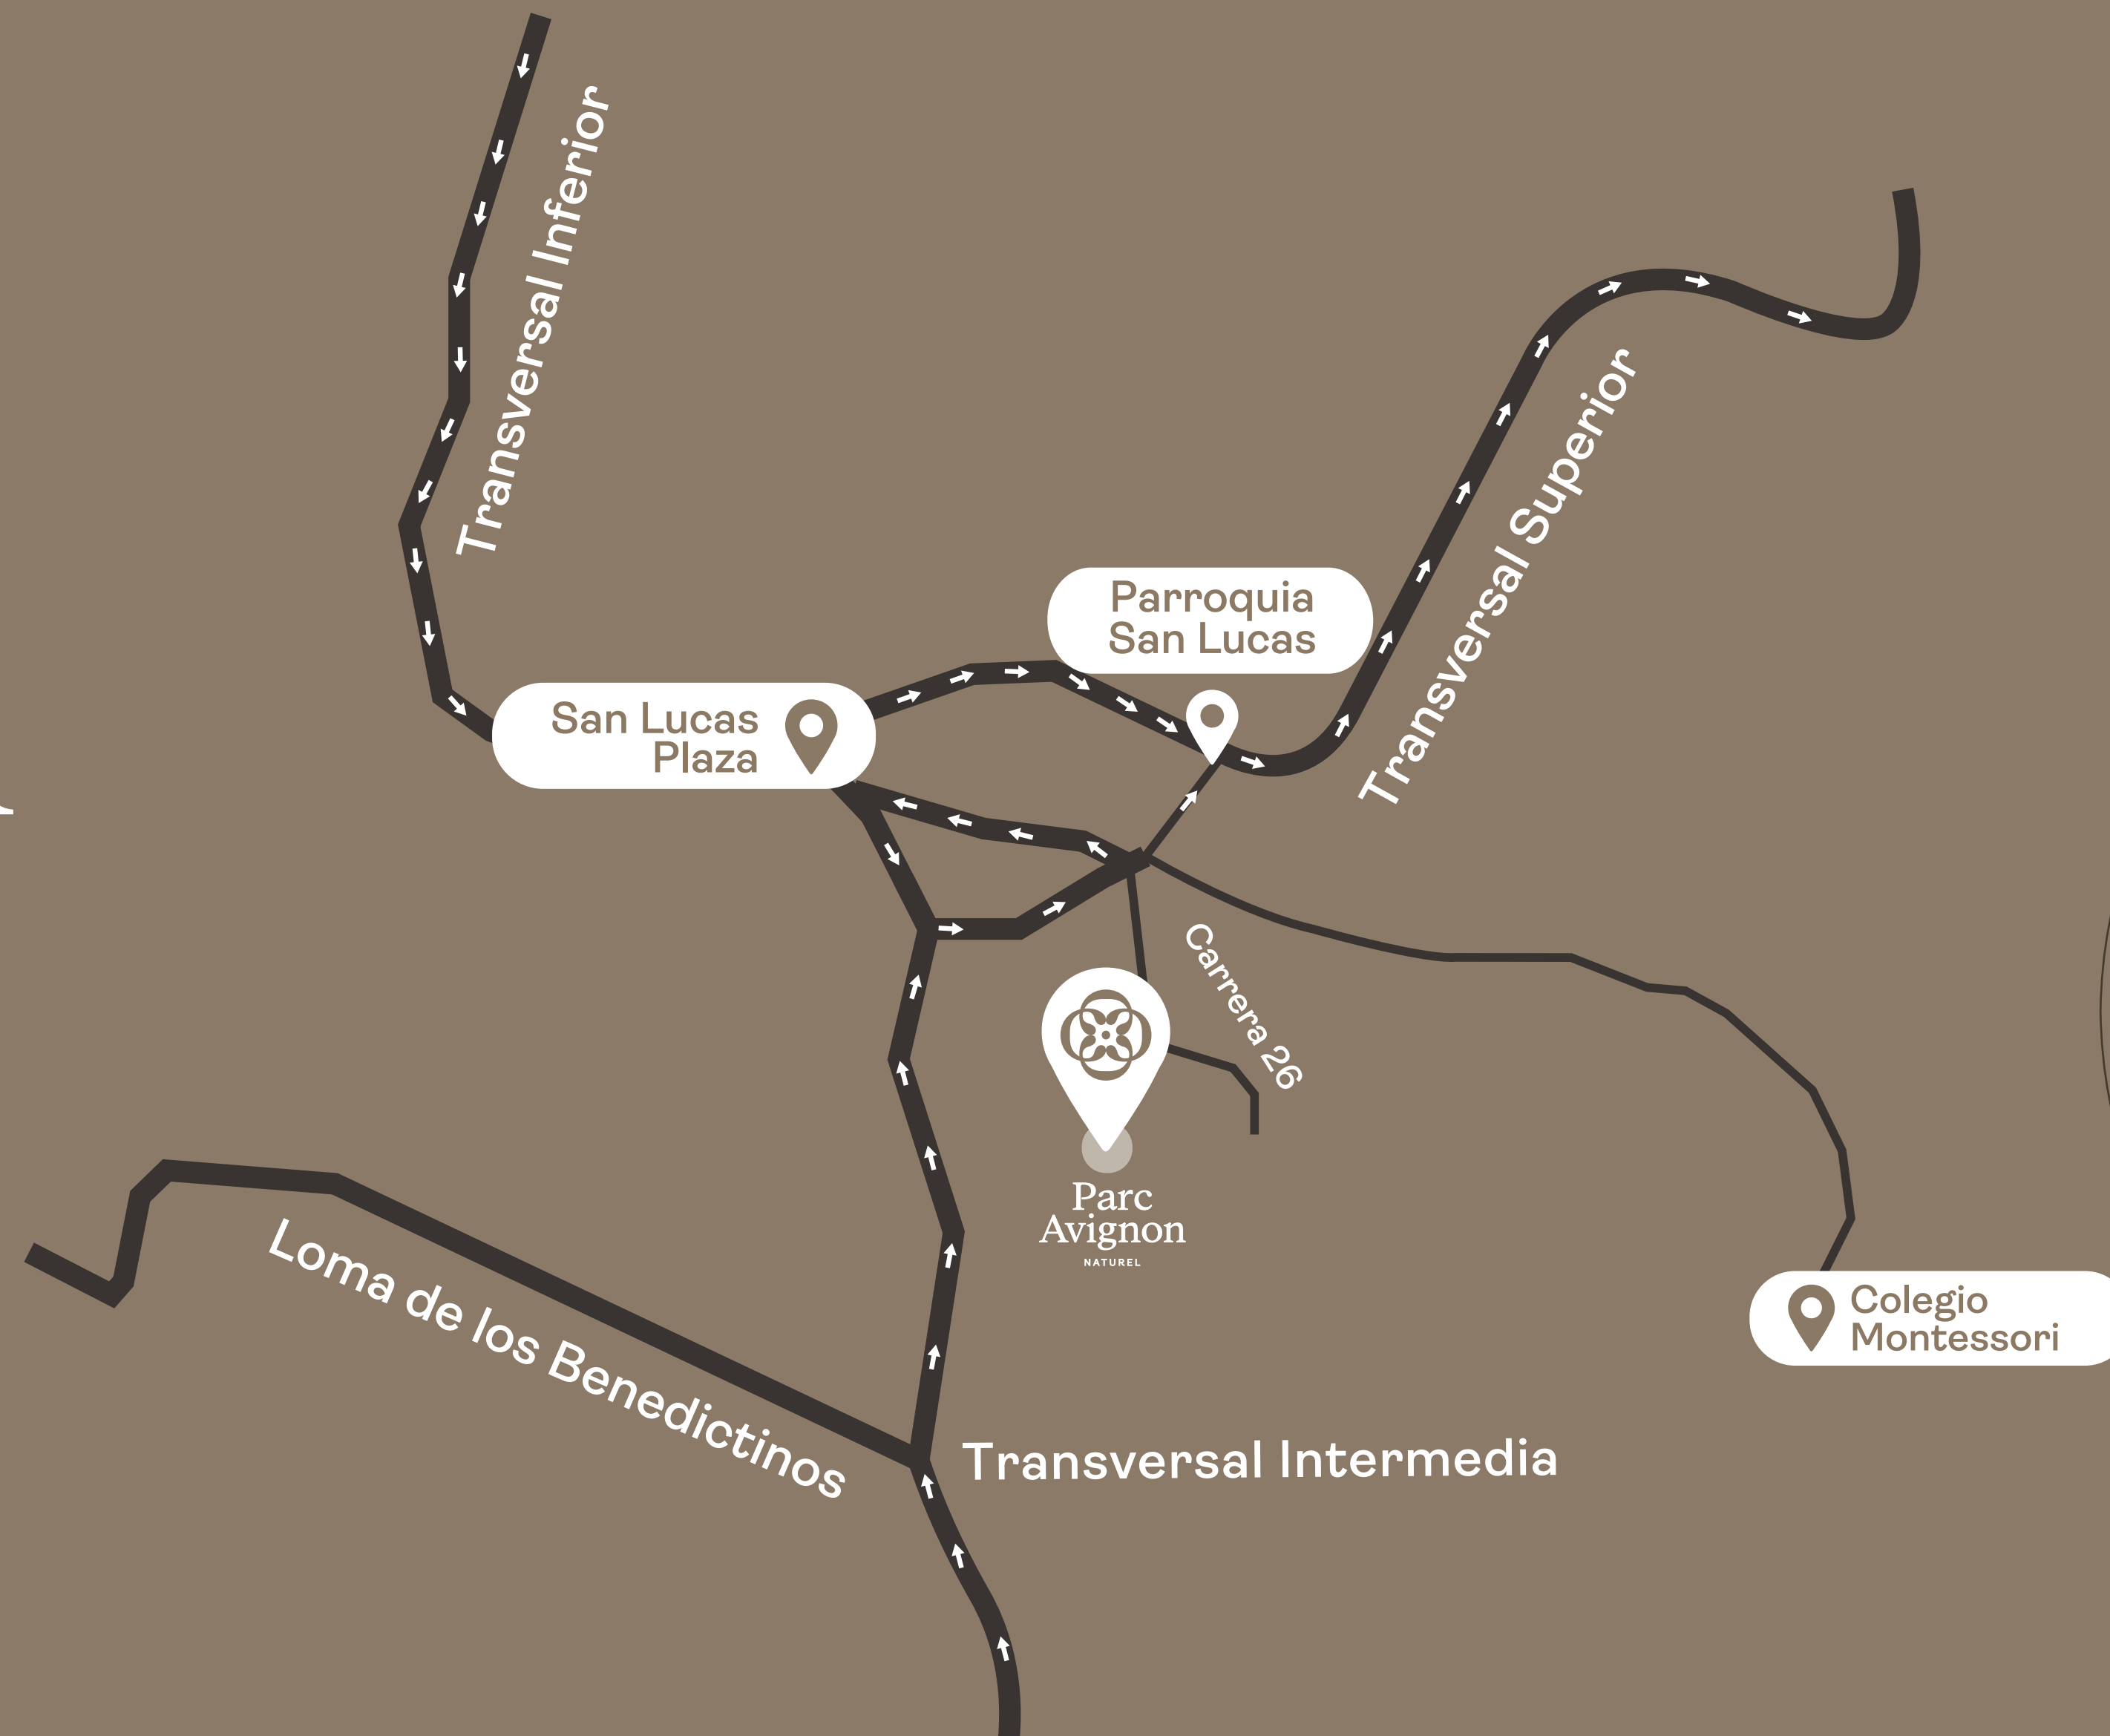 Transversal Inferior
Parroquia
San Lucas
Transversal Superior
San Lucas
Plaza
Carrera 26
Parc
Avignon
NATUREL
Loma de los Benedictinos
Colegio
Montessori
Transversal Intermedia